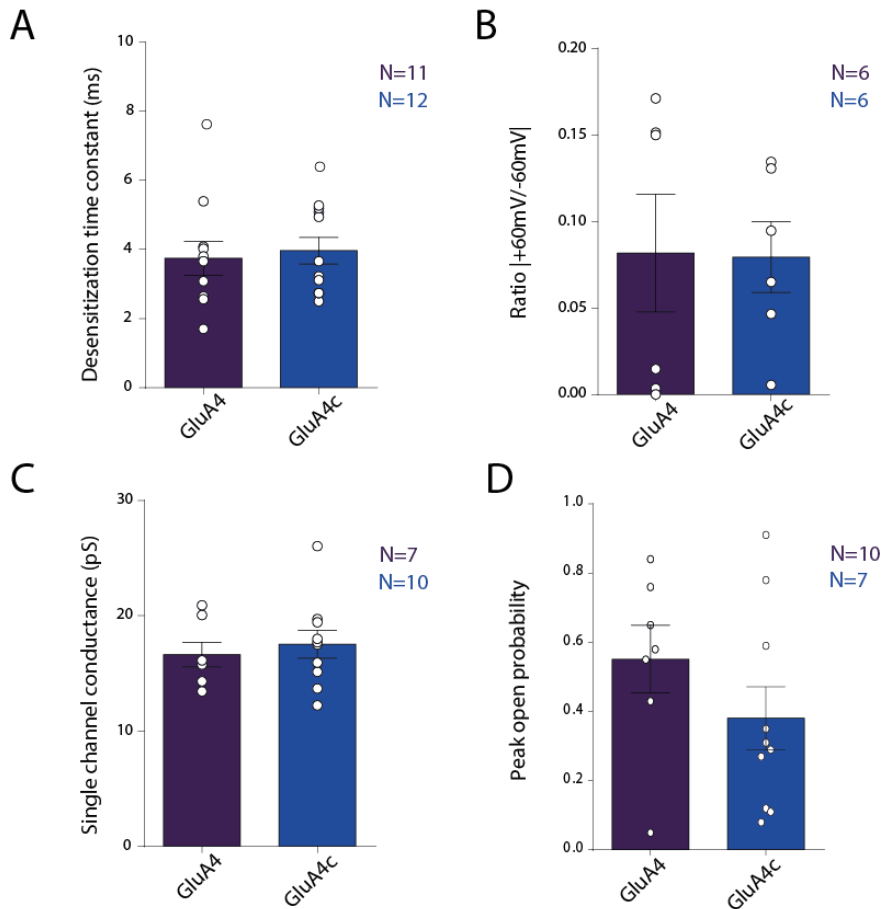 A
Desensitization time constant (ms)
10
8
6
4
2
0
N=11
N=12
GluA4
GluA4c
B
Ratio |+60mV/-60mV|
0.20
0.15
0.10
0.05
0.00
N=6
N=6
GluA4
GluA4c
C
Single channel conductance (pS)
30
20
10
0
N=7
N=10
GluA4
GluA4c
D
Peak open probability
1.0
0.8
0.6
0.4
0.2
0.0
N=10
N=7
GluA4
GluA4c